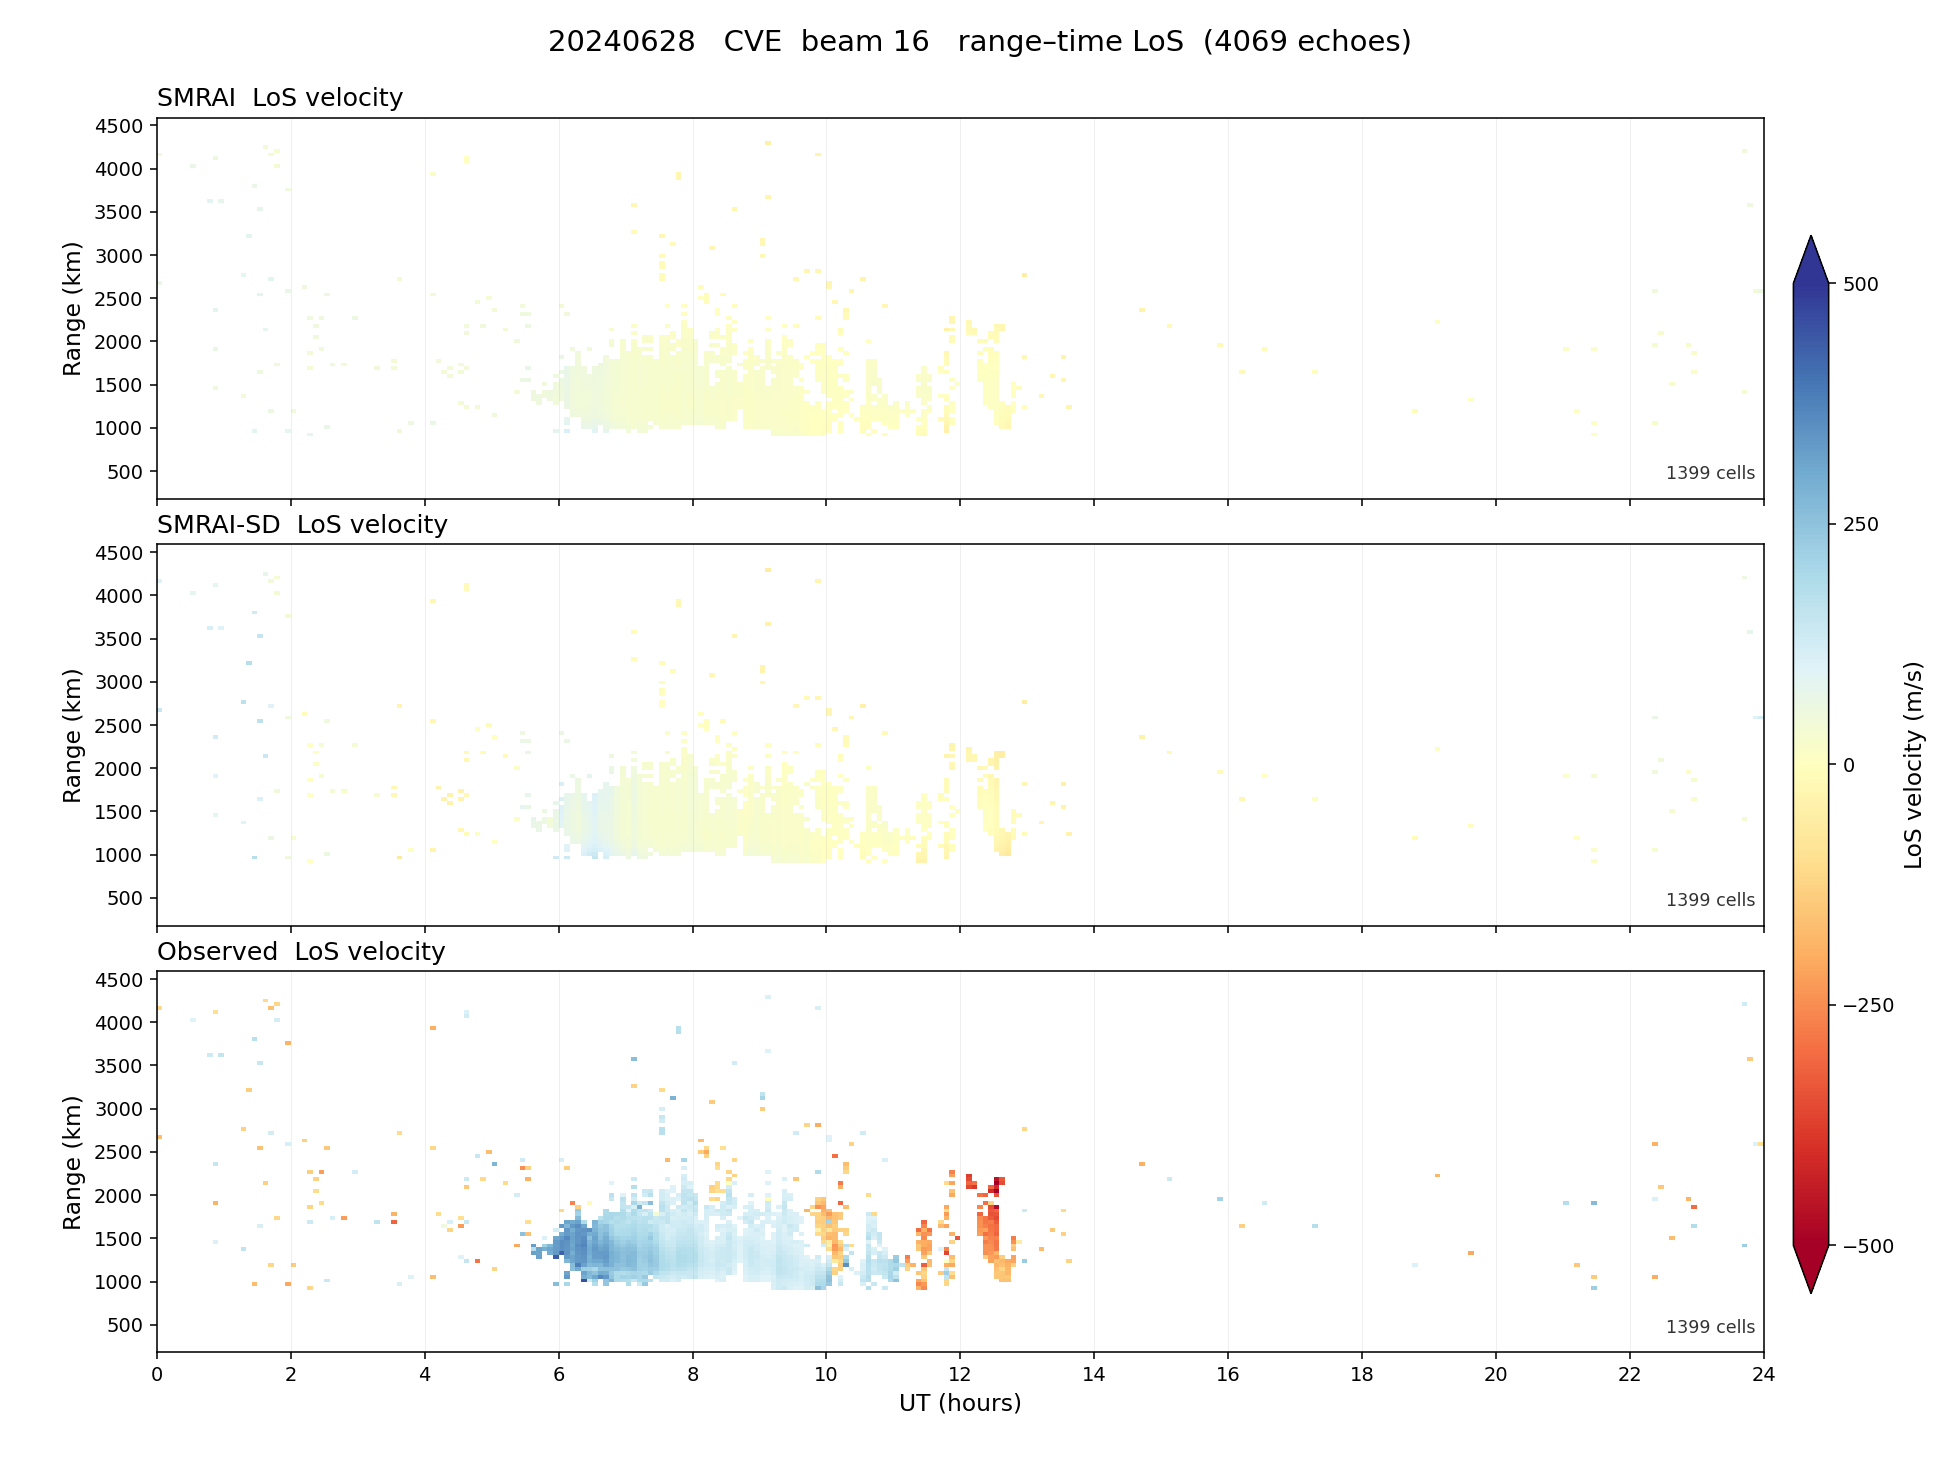 20240628   CVE  beam 16   range–time LoS  (4069 echoes)
SMRAI  LoS velocity
4500
4000
3500
3000
2500
2000
1500
1000
500
Range (km)
1399 cells
SMRAI-SD  LoS velocity
4500
4000
3500
3000
2500
2000
1500
1000
500
Range (km)
1399 cells
Observed  LoS velocity
4500
4000
3500
3000
2500
2000
1500
1000
500
Range (km)
1399 cells
0 2 4 6 8 10 12 14 16 18 20 22 24
UT (hours)
500
250
0
−250
−500
LoS velocity (m/s)